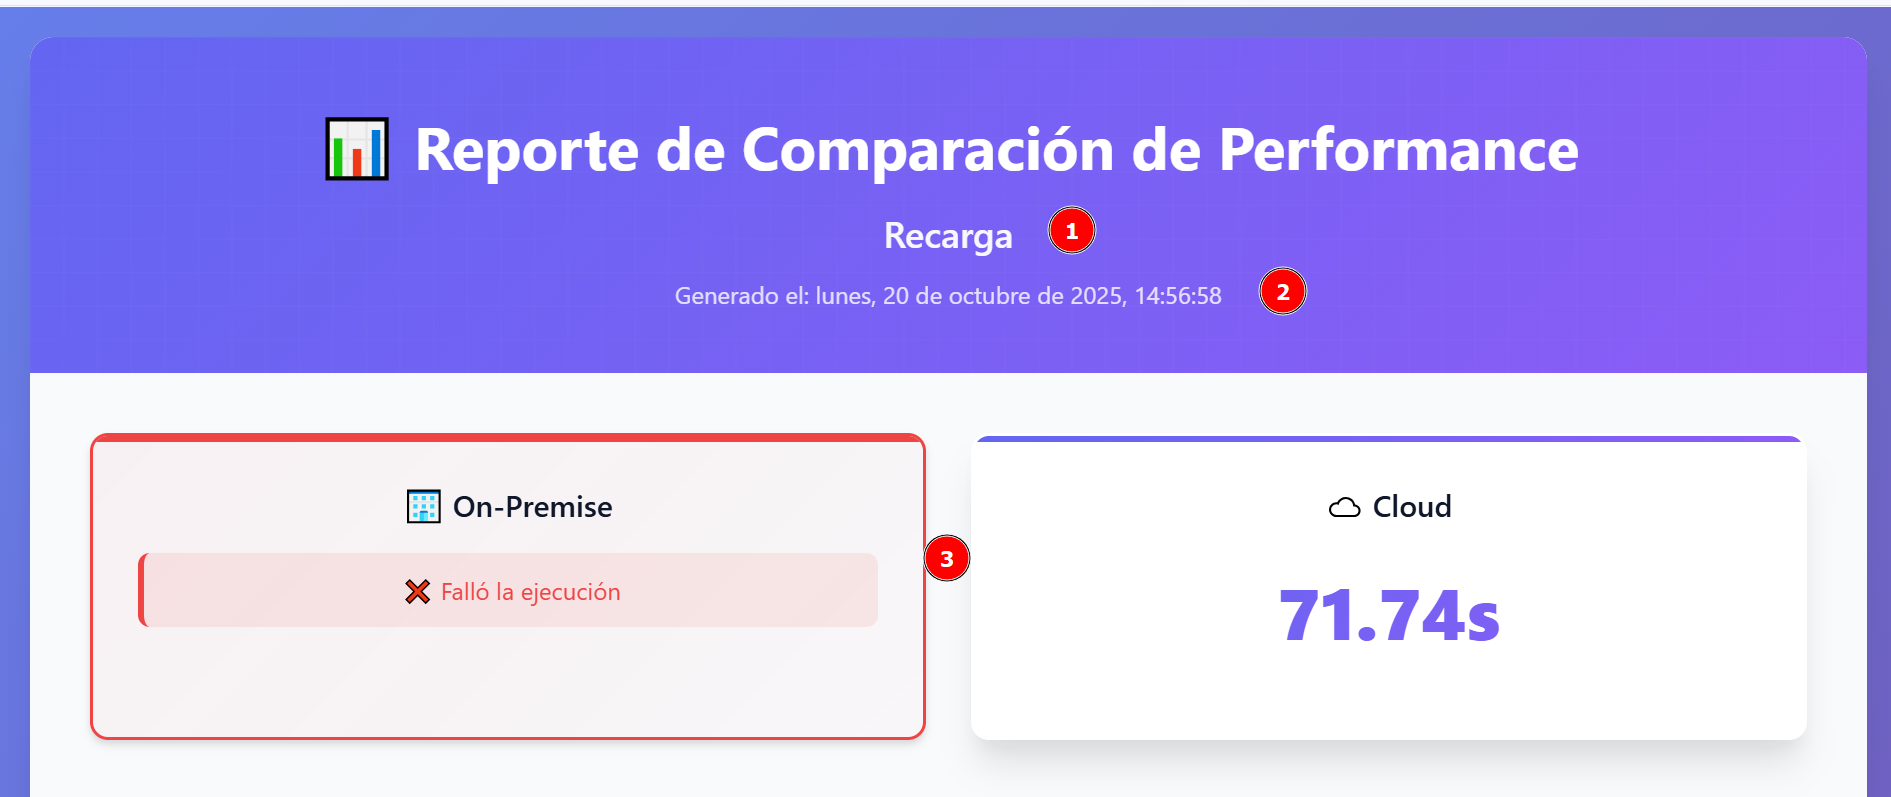 Reporte de Comparación de Performance
Recarga 1
Generado el: lunes, 20 de octubre de 2025, 14:56:58 2
On-Premise
Falló la ejecución
3
Cloud
71.74s